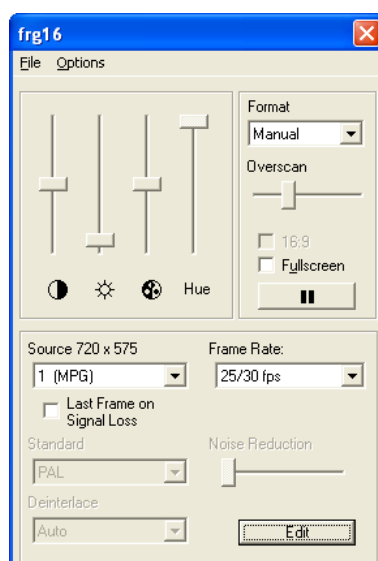 frg16
File Options
Format
Manual
Overscan
16:9
Fullscreen
Hue
Source 720 x 575
Frame Rate:
1 (MPG)
25/30 fps
Last Frame on
Signal Loss
Standard
Noise Reduction
PAL
Deinterlace
Auto
Edit